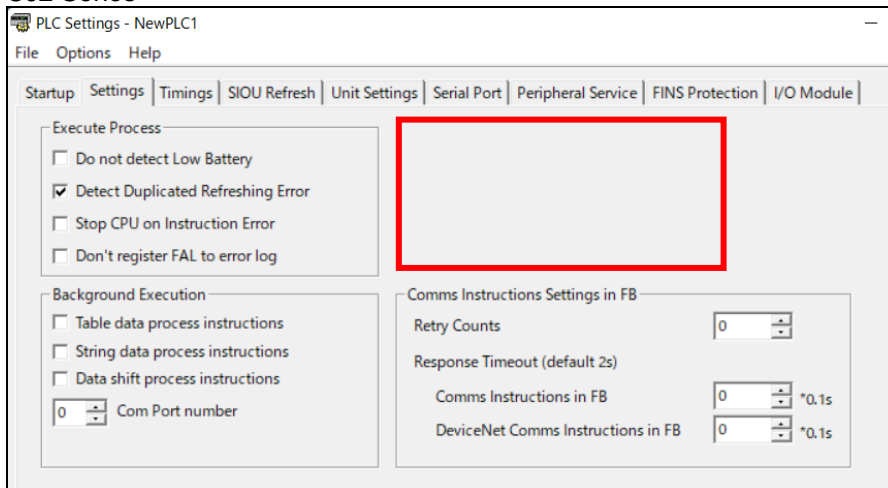 PLC Settings - NewPLC1
File Options Help
Startup Settings Timings SIOU Refresh Unit Settings Serial Port Peripheral Service FINS Protection I/O Module
Execute Process
Do not detect Low Battery
Detect Duplicated Refreshing Error
Stop CPU on Instruction Error
Don't register FAL to error log
Background Execution
Table data process instructions
String data process instructions
Data shift process instructions
0 Com Port number
Comms Instructions Settings in FB
Retry Counts 0
Response Timeout (default 2s)
Comms Instructions in FB 0 *0.1s
DeviceNet Comms Instructions in FB 0 *0.1s